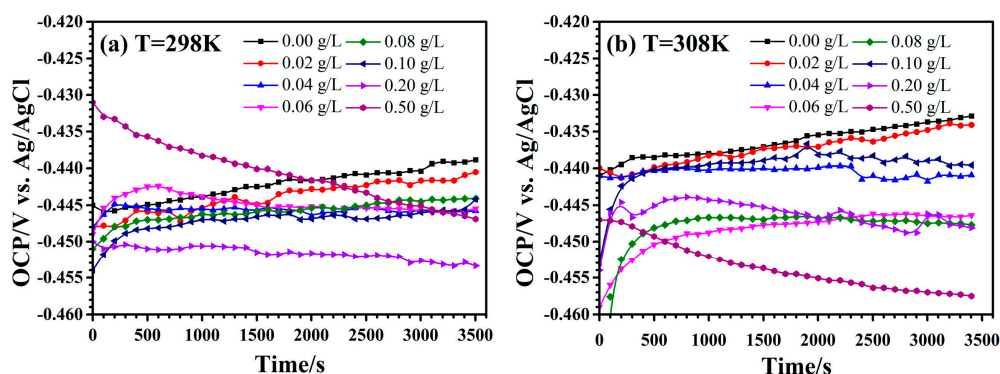 (a) T=298K
0.00 g/L
0.08 g/L
0.02 g/L
0.10 g/L
0.04 g/L
0.20 g/L
0.06 g/L
0.50 g/L
OCP/V vs. Ag/AgCl
-0.420
-0.425
-0.430
-0.435
-0.440
-0.445
-0.450
-0.455
-0.460
0 500 1000 1500 2000 2500 3000 3500
Time/s
(b) T=308K
0.00 g/L
0.08 g/L
0.02 g/L
0.10 g/L
0.04 g/L
0.20 g/L
0.06 g/L
0.50 g/L
OCP/V vs. Ag/AgCl
-0.420
-0.425
-0.430
-0.435
-0.440
-0.445
-0.450
-0.455
-0.460
0 500 1000 1500 2000 2500 3000 3500
Time/s